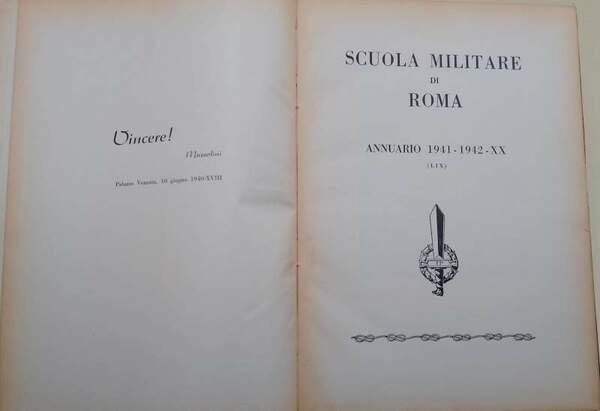 Vincere!
Mussolini
Palazzo Venezia, 10 giugno 1940-XVIII
SCUOLA MILITARE
DI
ROMA
ANNUARIO 1941-1942-XX
(LIX)